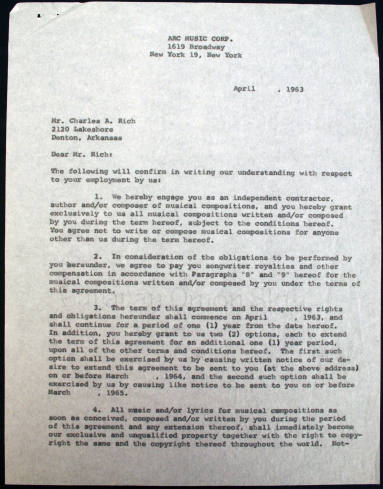 ARC MUSIC CORP.
1619 Broadway
New York 19, New York
April , 1963
Mr. Charles A. Rich
2120 Lakeshore
Denton, Arkansas
Dear Mr. Rich:
The following will confirm in writing our understanding with respect
to your employment by us:
1. We hereby engage you as an independent contractor,
author and/or composer of musical compositions, and you hereby grant
exclusively to us all musical compositions written and/or composed
by you during the term hereof, subject to the conditions hereof.
You agree not to write or compose musical compositions for anyone
other than us during the term hereof.
2. In consideration of the obligations to be performed by
you hereunder, we agree to pay you songwriter royalties and other
compensation in accordance with Paragraphs "8" and "9" hereof for the
musical compositions written and/or composed by you under the terms of
this agreement.
3. The term of this agreement and the respective rights
and obligations hereunder shall commence on April , 1963, and
shall continue for a period of one (1) year from the date hereof.
In addition, you hereby grant to us two (2) options, each to extend
the term of this agreement for an additional one (1) year period,
upon all of the other terms and conditions hereof. The first such
option shall be exercised by us by causing written notice of our de-
sire to extend this agreement to be sent to you (at the above address)
on or before March , 1964, and the second such option shall be
exercised by us by causing like notice to be sent to you on or before
March , 1965.
4. All music and/or lyrics for musical compositions as
soon as conceived, composed and/or written by you during the period
of this agreement and any extension thereof, shall immediately become
our exclusive and unqualified property together with the right to copy-
right the same and the copyright thereof throughout the world. Not-